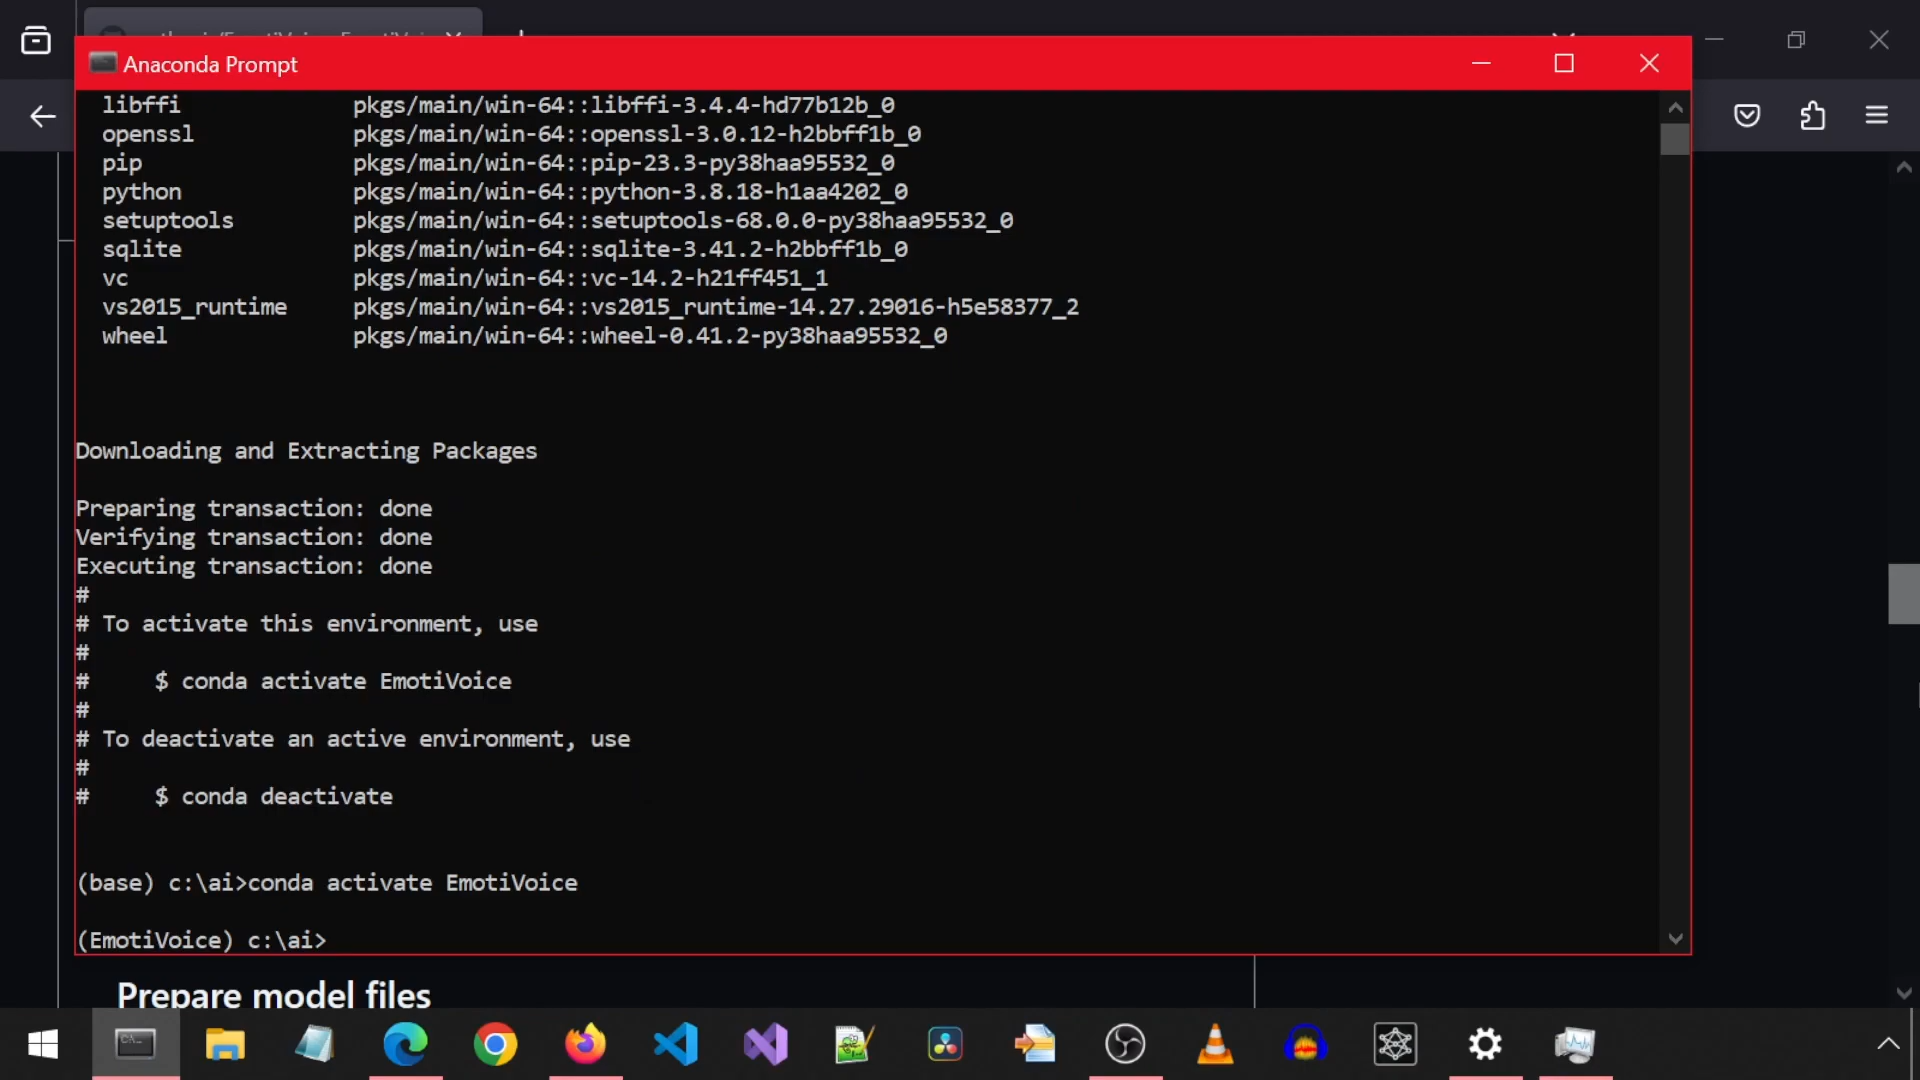 Anaconda Prompt
libffi pkgs/main/win-64::libffi-3.4.4-hd77b12b_0
openssl pkgs/main/win-64::openssl-3.0.12-h2bbff1b_0
pip pkgs/main/win-64::pip-23.3-py38haa95532_0
python pkgs/main/win-64::python-3.8.18-h1aa4202_0
setuptools pkgs/main/win-64::setuptools-68.0.0-py38haa95532_0
sqlite pkgs/main/win-64::sqlite-3.41.2-h2bbff1b_0
vc pkgs/main/win-64::vc-14.2-h21ff451_1
vs2015_runtime pkgs/main/win-64::vs2015_runtime-14.27.29016-h5e58377_2
wheel pkgs/main/win-64::wheel-0.41.2-py38haa95532_0
Downloading and Extracting Packages
Preparing transaction: done
Verifying transaction: done
Executing transaction: done
#
# To activate this environment, use
#
# $ conda activate EmotiVoice
#
# To deactivate an active environment, use
#
# $ conda deactivate
(base) c:\ai>conda activate EmotiVoice
(EmotiVoice) c:\ai>
Prepare model files